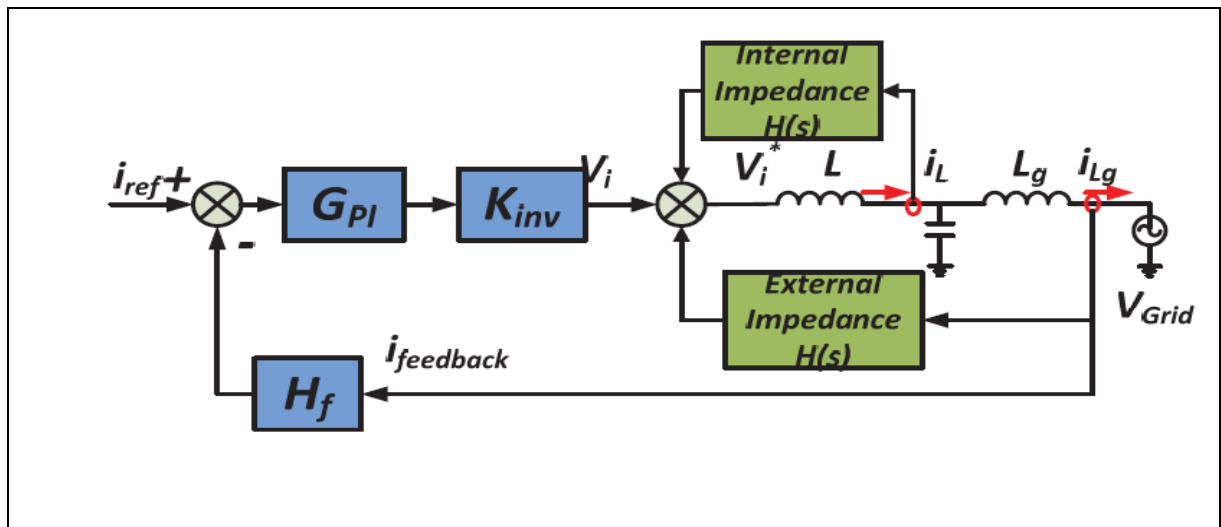 Internal
Impedance
H(s)
i_ref +
-
G_PI
K_inv
V_i
V_i*
L
i_L
L_g
i_Lg
V_Grid
External
Impedance
H(s)
i_feedback
H_f